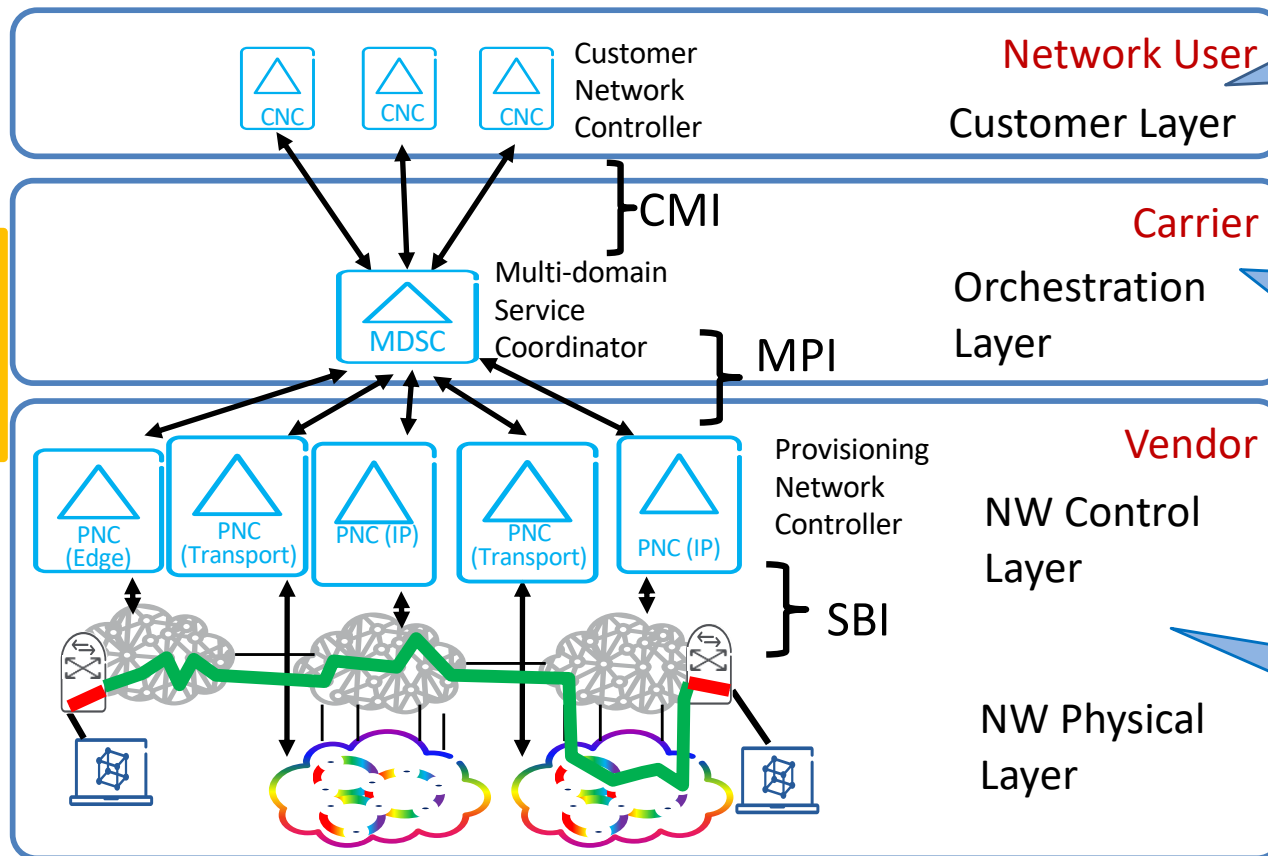 CNC
CNC
CNC
Customer
Network
Controller
Network User
Customer Layer
CMI
Carrier
Orchestration
Layer
MDSC
Multi-domain
Service
Coordinator
MPI
Vendor
PNC
(Edge)
PNC
(Transport)
PNC (IP)
PNC
(Transport)
PNC (IP)
Provisioning
Network
Controller
NW Control
Layer
SBI
NW Physical
Layer